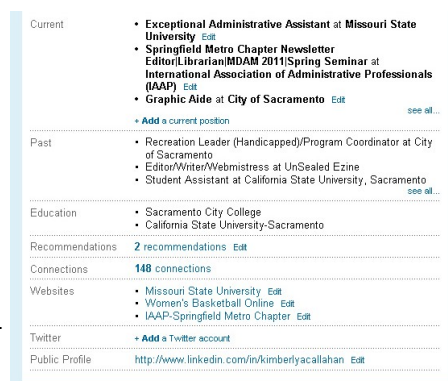 Current
• Exceptional Administrative Assistant at Missouri State
University Edit
• Springfield Metro Chapter Newsletter
Editor|Librarian|MDAM 2011|Spring Seminar at
International Association of Administrative Professionals
(IAAP) Edit
• Graphic Aide at City of Sacramento Edit
see all...
+ Add a current position
Past
• Recreation Leader (Handicapped)/Program Coordinator at City
of Sacramento
• Editor/Writer/Webmistress at UnSealed Ezine
• Student Assistant at California State University, Sacramento
see all...
Education
• Sacramento City College
• California State University-Sacramento
Recommendations 2 recommendations Edit
Connections 148 connections
Websites
• Missouri State University Edit
• Women's Basketball Online Edit
• IAAP-Springfield Metro Chapter Edit
Twitter + Add a Twitter account
Public Profile http://www.linkedin.com/in/kimberlyacallahan Edit